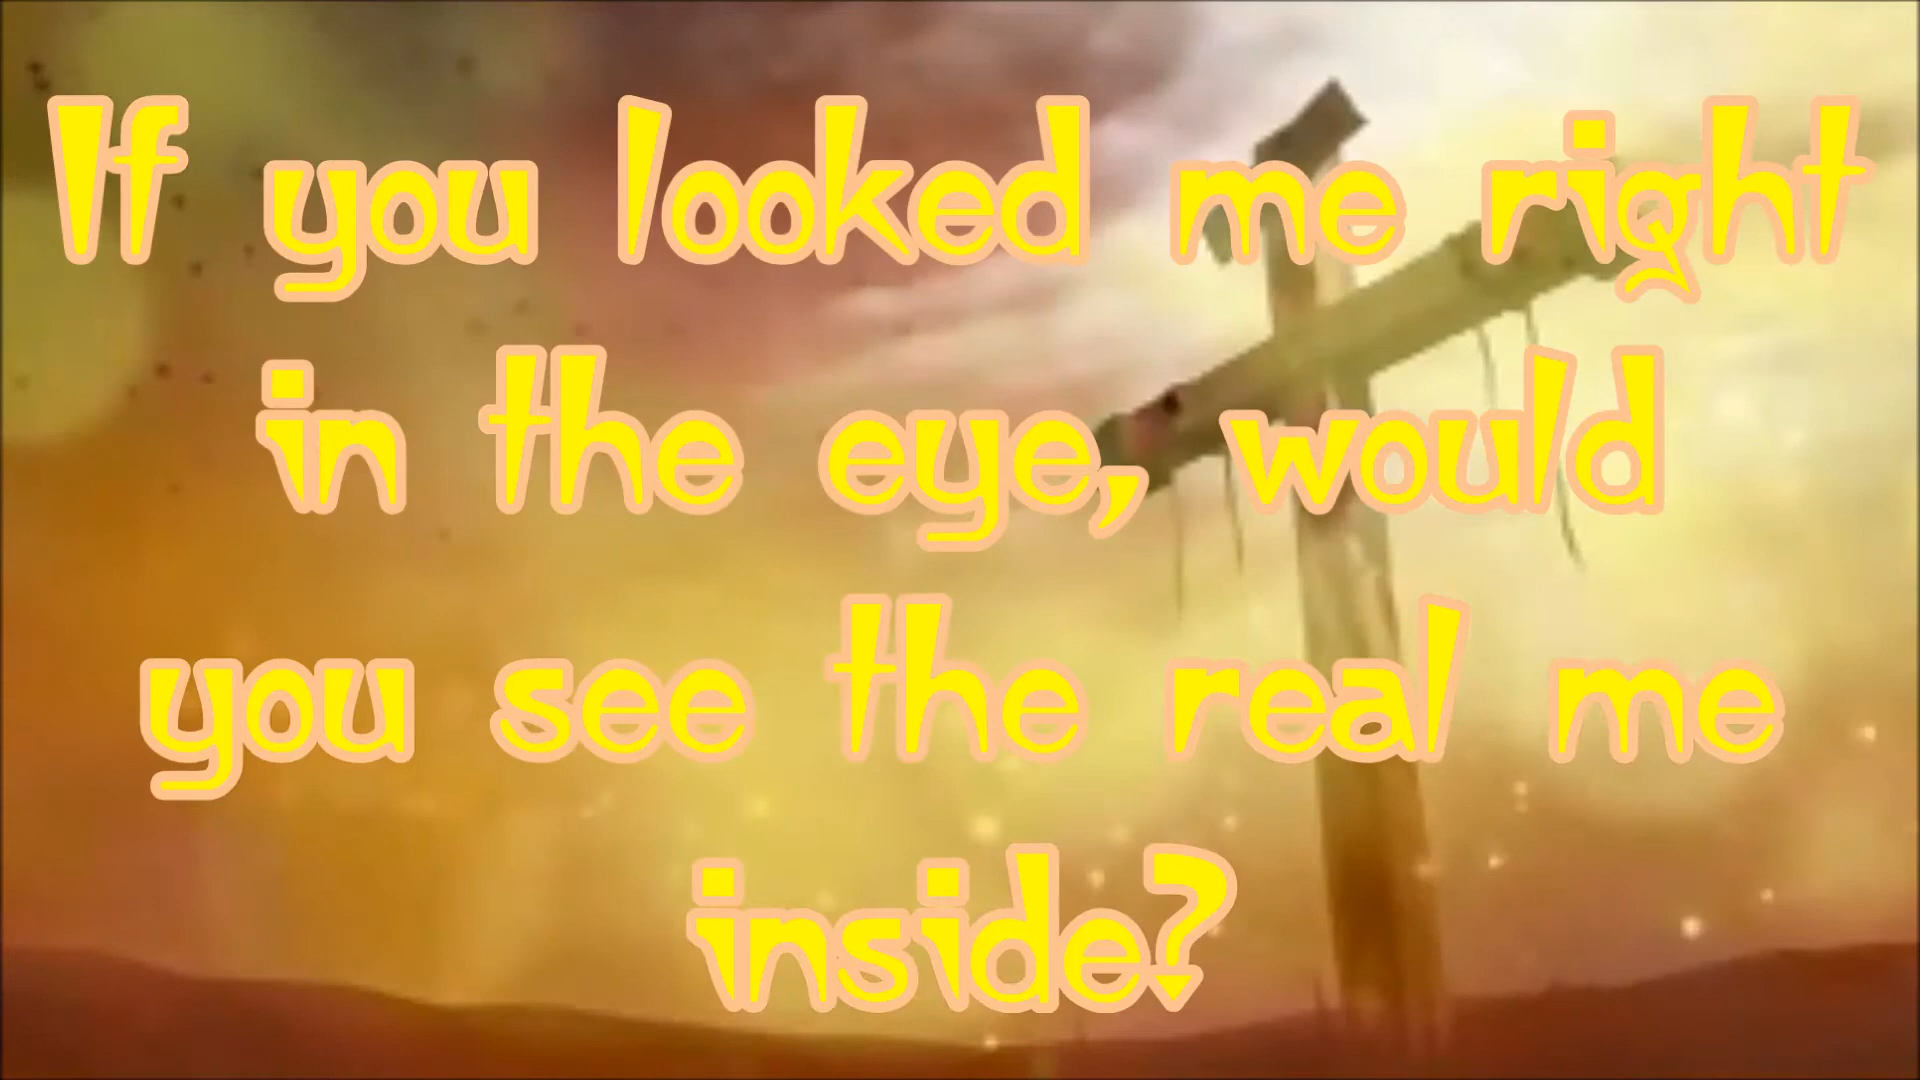 If you looked me right
in the eye, would
you see the real me
inside?